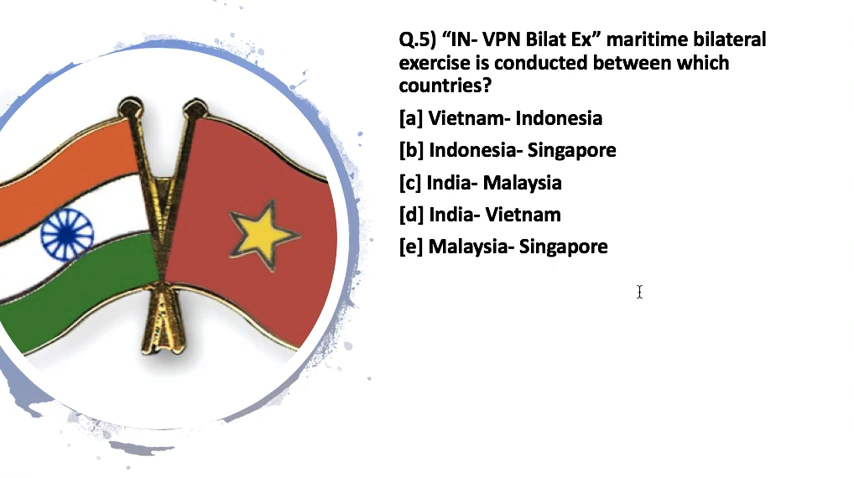 Q.5) “IN- VPN Bilat Ex” maritime bilateral
exercise is conducted between which
countries?
[a] Vietnam- Indonesia
[b] Indonesia- Singapore
[c] India- Malaysia
[d] India- Vietnam
[e] Malaysia- Singapore